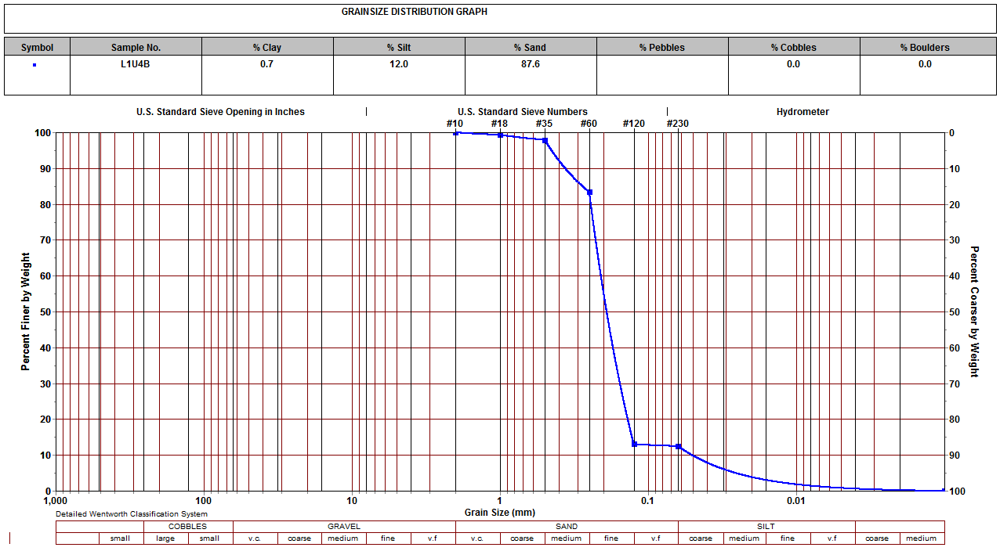 GRAINSIZE DISTRIBUTION GRAPH
Symbol Sample No. % Clay % Silt % Sand % Pebbles % Cobbles % Boulders
L1U4B 0.7 12.0 87.6 0.0 0.0
U.S. Standard Sieve Opening in Inches | U.S. Standard Sieve Numbers | Hydrometer
#10 #18 #35 #60 #120 #230
100 0
90 10
80 20
70 30
60 40
50 50
40 60
30 70
20 80
10 90
0 100
Percent Finer by Weight
Percent Coarser by Weight
1,000 100 10 1 0.1 0.01
Grain Size (mm)
Detailed Wentworth Classification System
COBBLES GRAVEL SAND SILT
small large small v.c. coarse medium fine v.f v.c. coarse medium fine v.f coarse medium fine v.f coarse medium